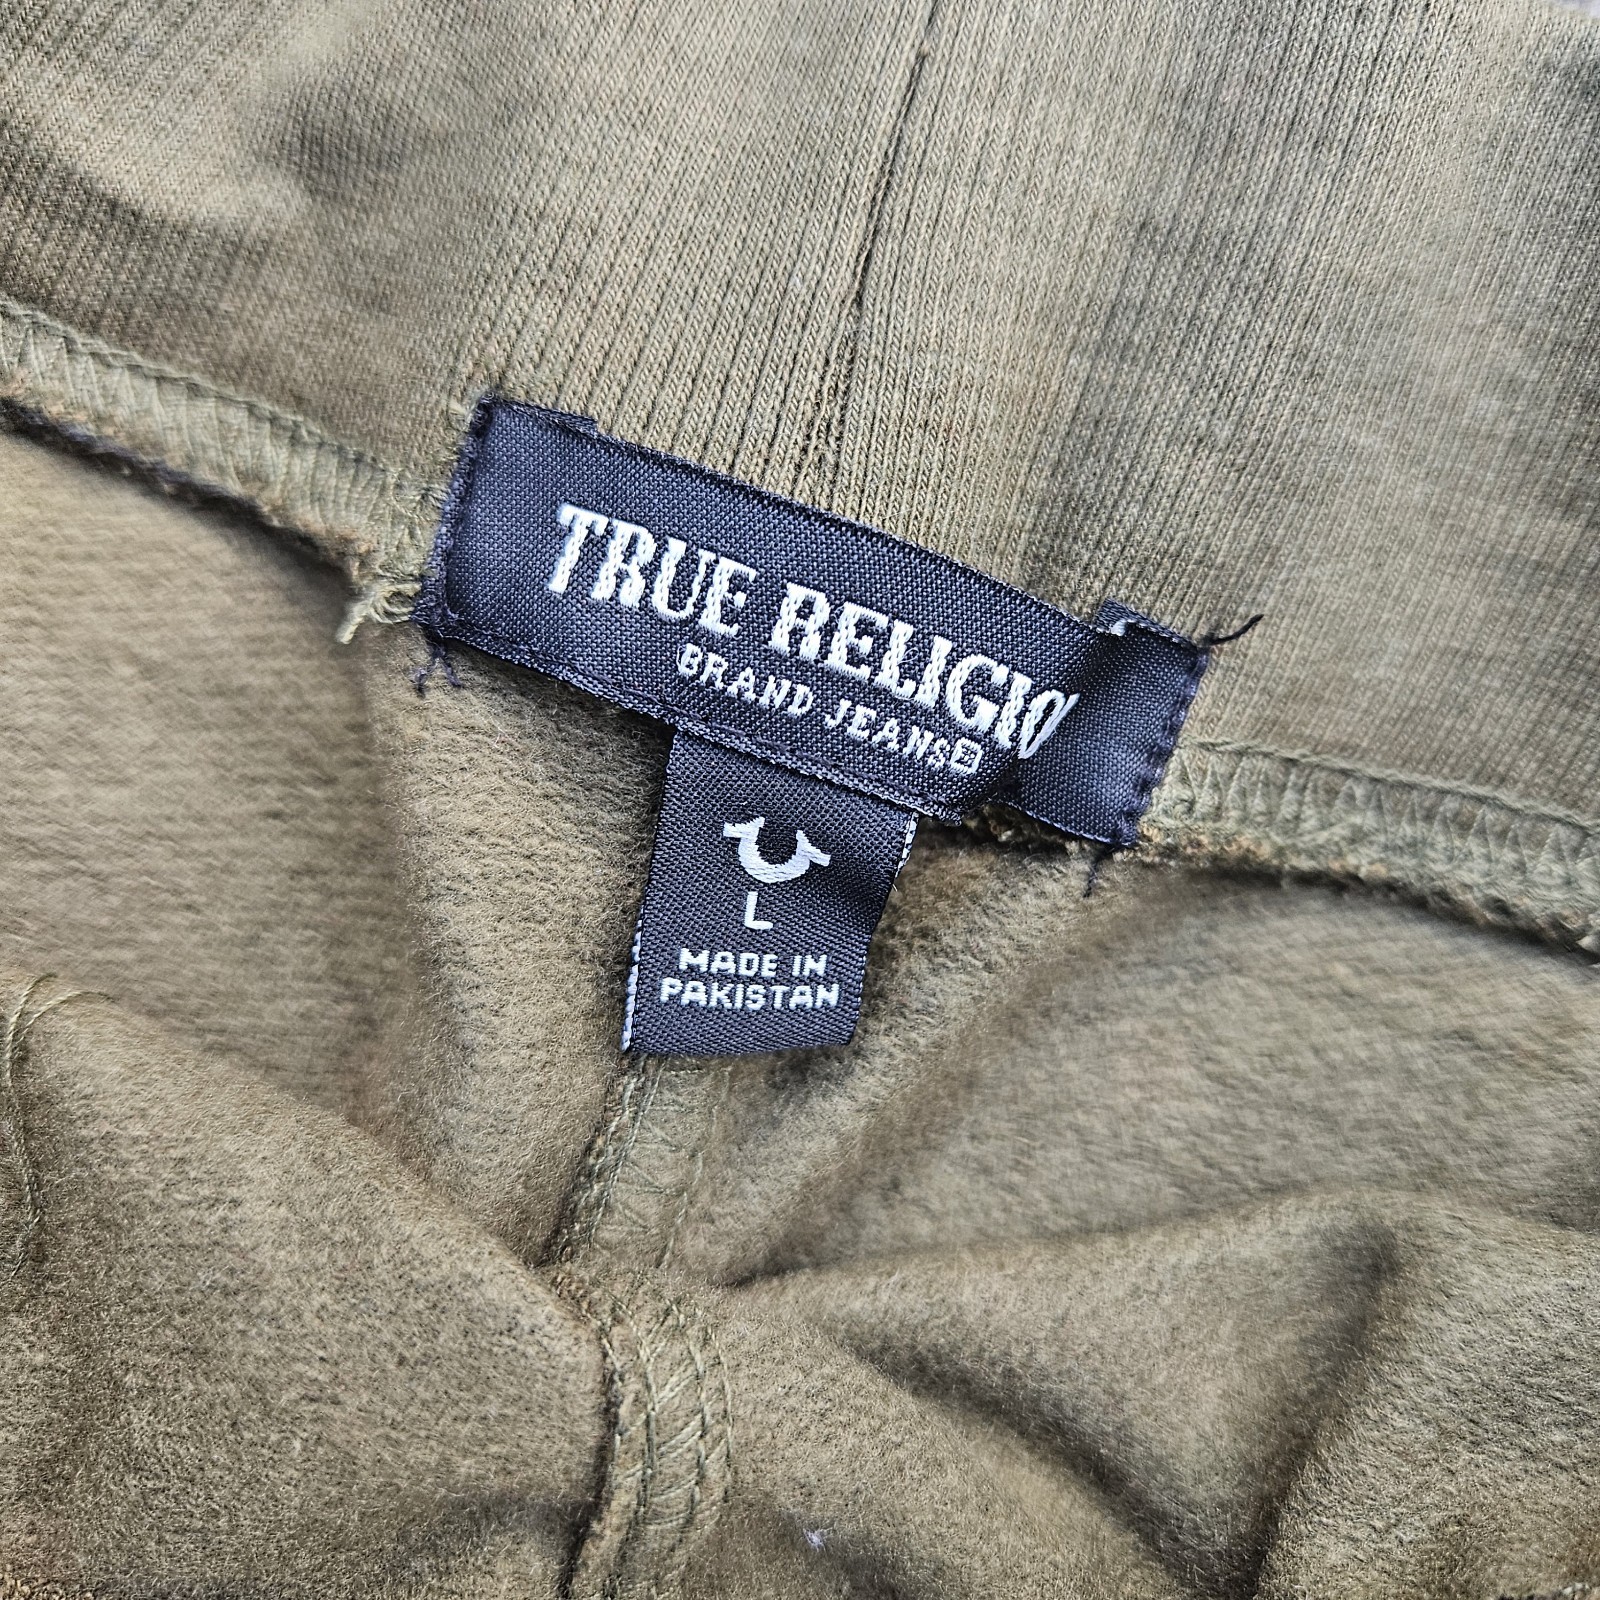 TRUE RELIGIO
BRAND JEANS
L
MADE IN
PAKISTAN